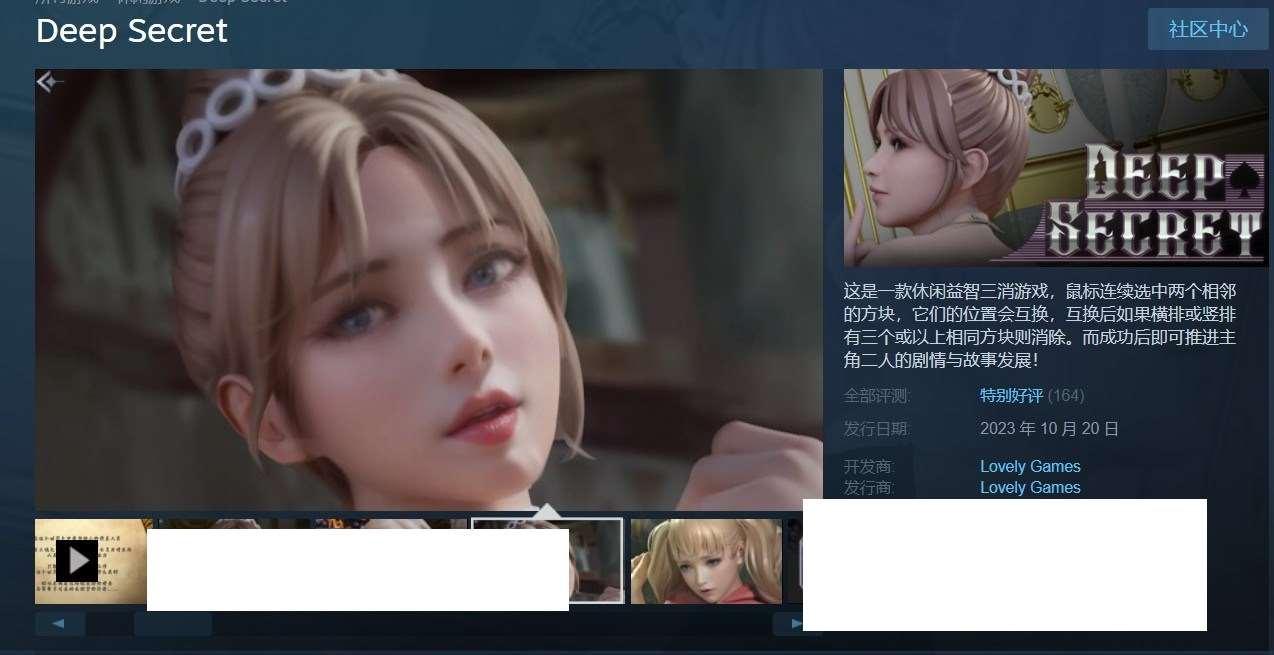 Deep Secret
社区中心
DEEP
SECRET
这是一款休闲益智三消游戏，鼠标连续选中两个相邻
的方块，它们的位置会互换，互换后如果横排或竖排
有三个或以上相同方块则消除。而成功后即可推进主
角二人的剧情与故事发展！
全部评测: 特别好评 (164)
发行日期: 2023 年 10 月 20 日
开发商: Lovely Games
发行商: Lovely Games